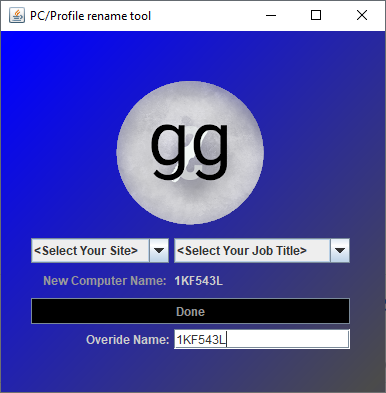 PC/Profile rename tool
gg
<Select Your Site> <Select Your Job Title>
New Computer Name: 1KF543L
Done
Overide Name: 1KF543L